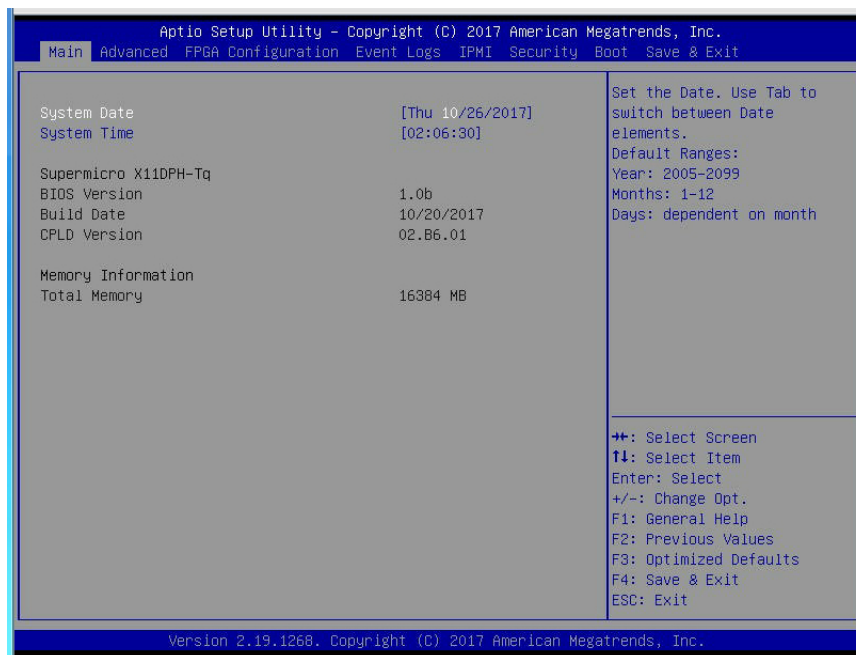 Aptio Setup Utility – Copyright (C) 2017 American Megatrends, Inc.
Main Advanced FPGA Configuration Event Logs IPMI Security Boot Save & Exit
System Date [Thu 10/26/2017]
System Time [02:06:30]
Supermicro X11DPH-Tq
BIOS Version 1.0b
Build Date 10/20/2017
CPLD Version 02.B6.01
Memory Information
Total Memory 16384 MB
Set the Date. Use Tab to
switch between Date
elements.
Default Ranges:
Year: 2005-2099
Months: 1-12
Days: dependent on month
→←: Select Screen
↑↓: Select Item
Enter: Select
+/-: Change Opt.
F1: General Help
F2: Previous Values
F3: Optimized Defaults
F4: Save & Exit
ESC: Exit
Version 2.19.1268. Copyright (C) 2017 American Megatrends, Inc.